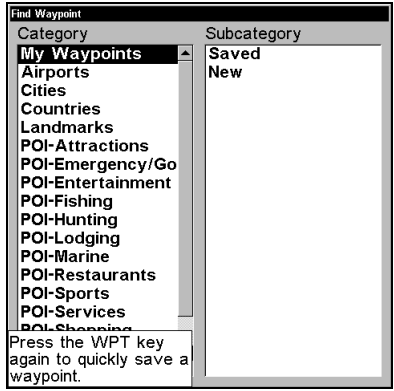 Find Waypoint
Category
Subcategory
My Waypoints
Airports
Cities
Countries
Landmarks
POI-Attractions
POI-Emergency/Go
POI-Entertainment
POI-Fishing
POI-Hunting
POI-Lodging
POI-Marine
POI-Restaurants
POI-Sports
POI-Services
POI-Shopping
Saved
New
Press the WPT key
again to quickly save a
waypoint.